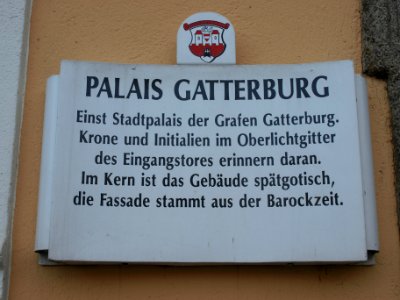 PALAIS GATTERBURG
Einst Stadtpalais der Grafen Gatterburg.
Krone und Initialien im Oberlichtgitter
des Eingangstores erinnern daran.
Im Kern ist das Gebäude spätgotisch,
die Fassade stammt aus der Barockzeit.